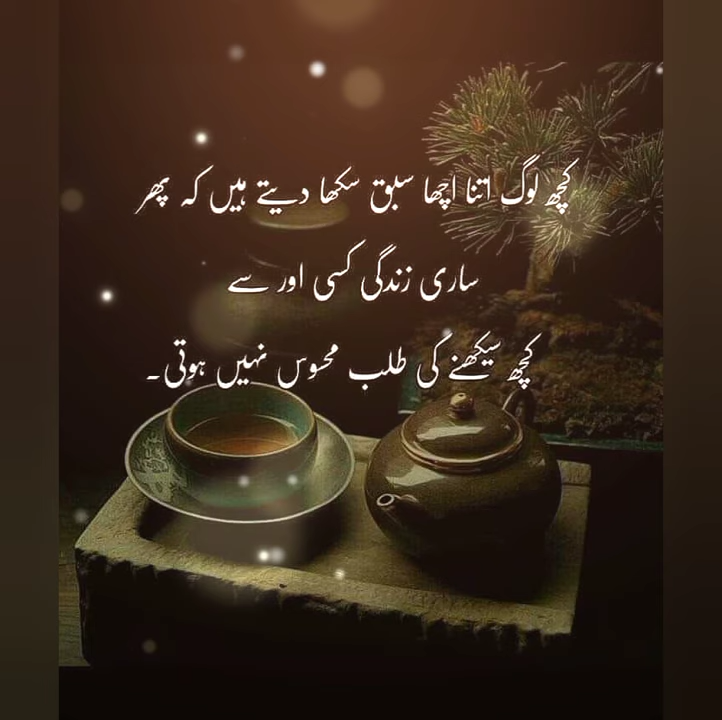 کچھ لوگ اتنا اچھا سبق سکھا دیتے ہیں کہ پھر
ساری زندگی کسی اور سے
کچھ سیکھنے کی طلب محسوس نہیں ہوتی۔